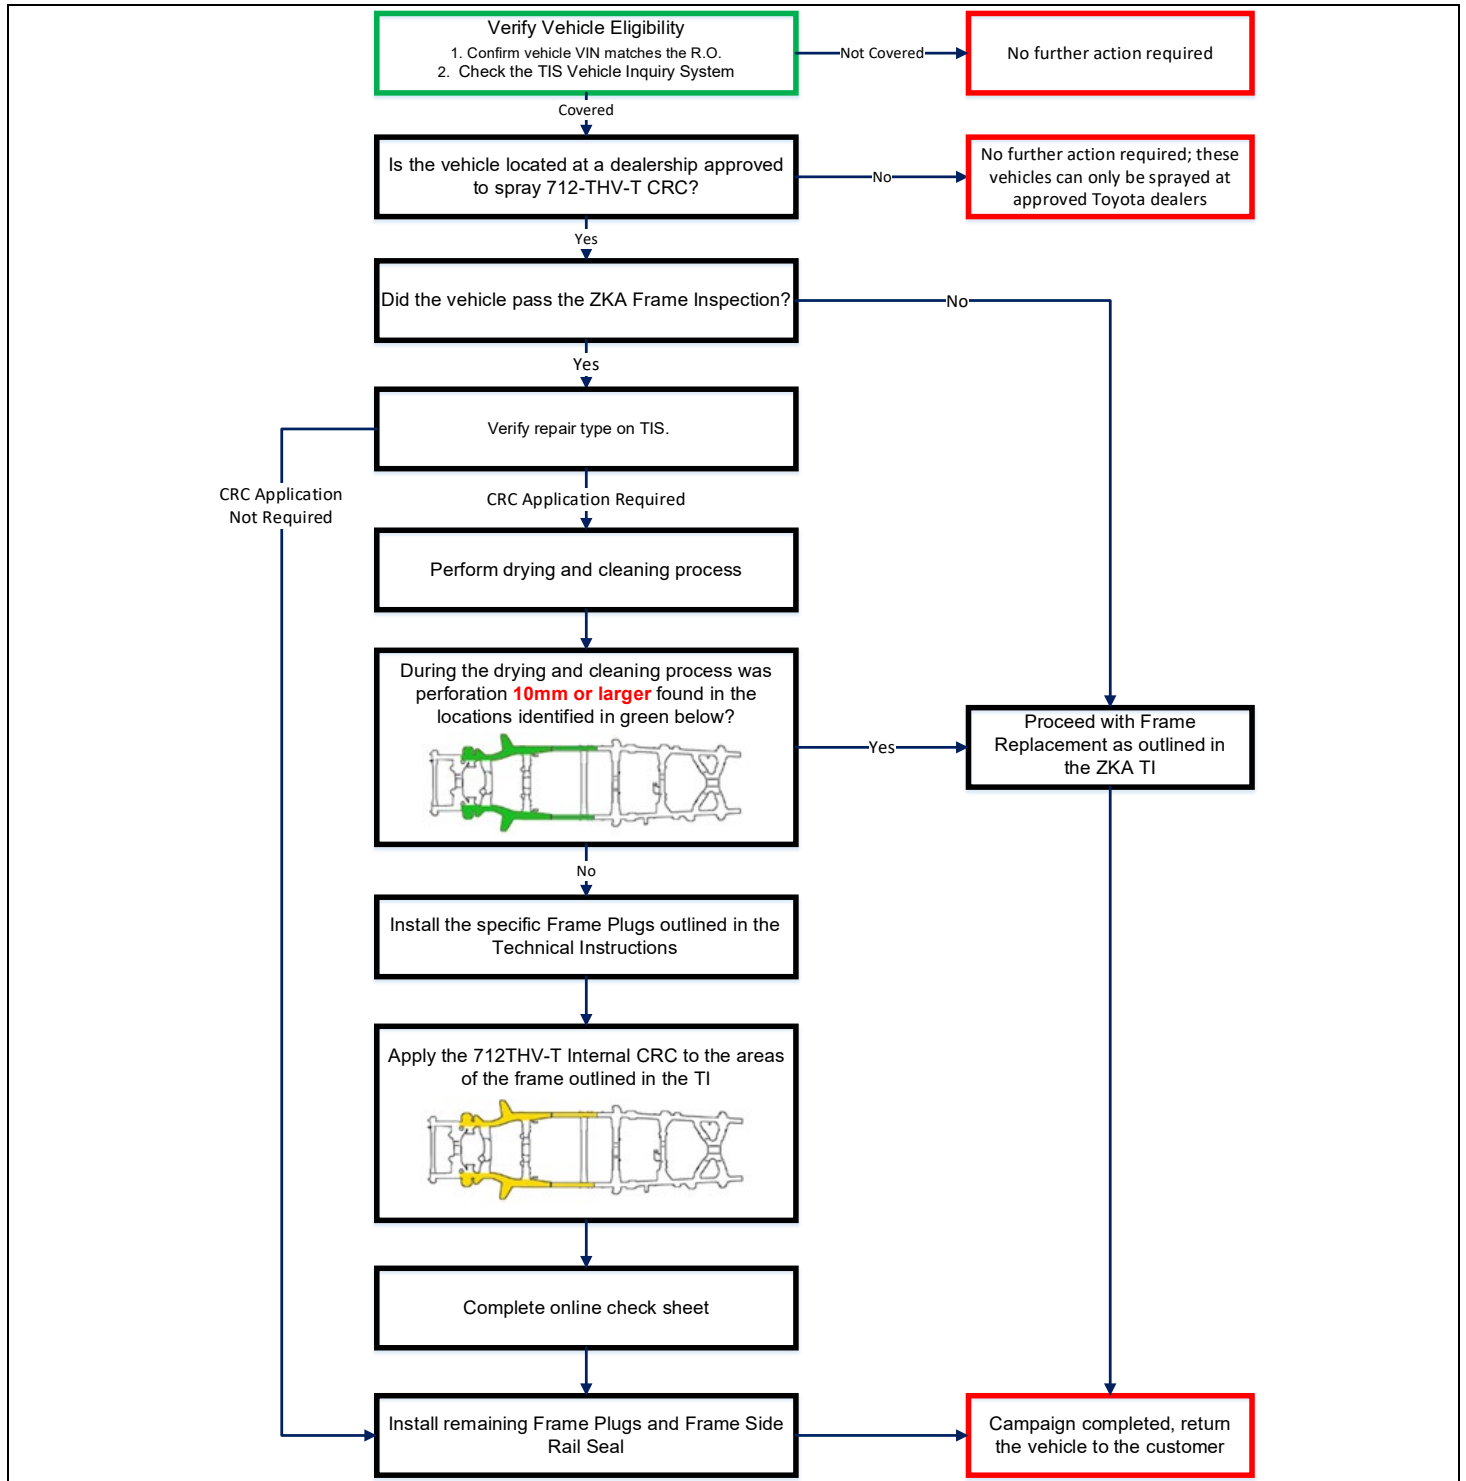 Verify Vehicle Eligibility
1. Confirm vehicle VIN matches the R.O.
2. Check the TIS Vehicle Inquiry System
Not Covered
No further action required
Covered
Is the vehicle located at a dealership approved
to spray 712-THV-T CRC?
No
No further action required; these
vehicles can only be sprayed at
approved Toyota dealers
Yes
Did the vehicle pass the ZKA Frame Inspection?
No
Yes
Verify repair type on TIS.
CRC Application
Not Required
CRC Application Required
Perform drying and cleaning process
During the drying and cleaning process was
perforation 10mm or larger found in the
locations identified in green below?
Yes
Proceed with Frame
Replacement as outlined in
the ZKA TI
No
Install the specific Frame Plugs outlined in the
Technical Instructions
Apply the 712THV-T Internal CRC to the areas
of the frame outlined in the TI
Complete online check sheet
Install remaining Frame Plugs and Frame Side
Rail Seal
Campaign completed, return
the vehicle to the customer